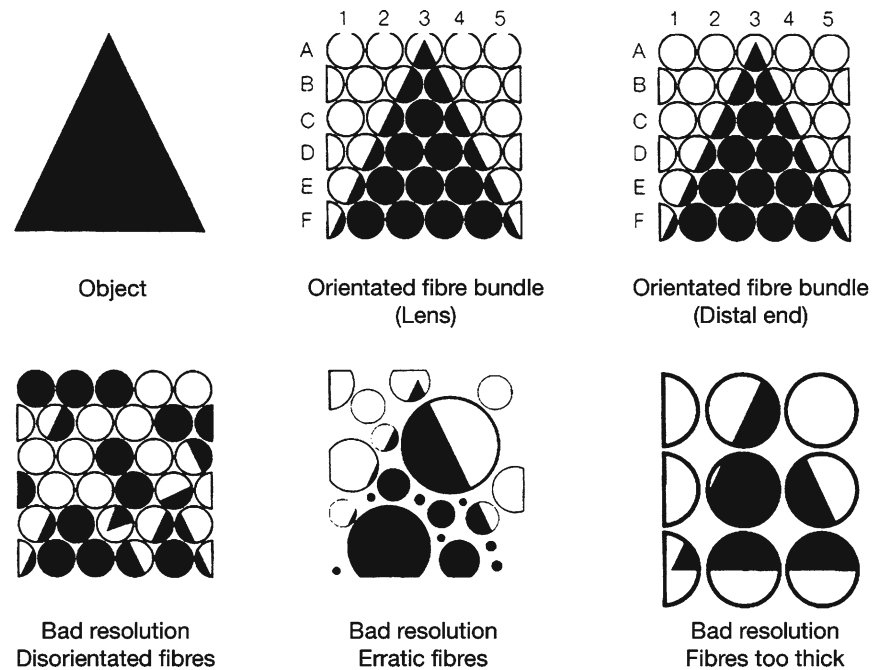 1 2 3 4 5
A
B
C
D
E
F
1 2 3 4 5
A
B
C
D
E
F
Object
Orientated fibre bundle
(Lens)
Orientated fibre bundle
(Distal end)
Bad resolution
Disorientated fibres
Bad resolution
Erratic fibres
Bad resolution
Fibres too thick